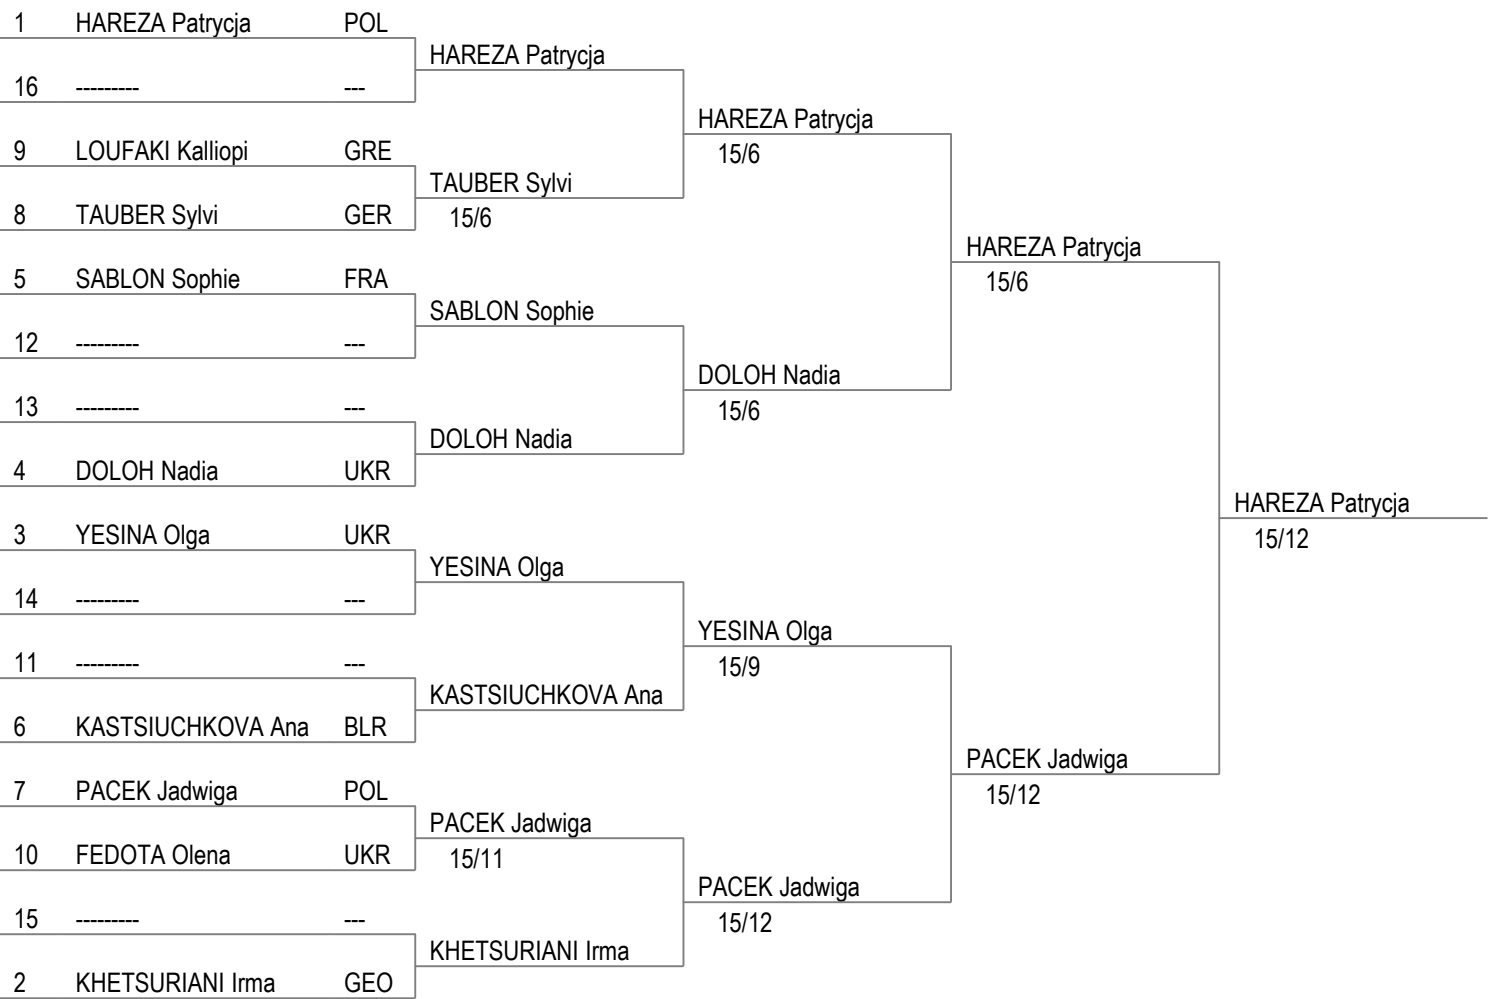 1 HAREZA Patrycja POL
HAREZA Patrycja
16 --------- ---
HAREZA Patrycja
15/6
9 LOUFAKI Kalliopi GRE
TAUBER Sylvi
15/6
8 TAUBER Sylvi GER
HAREZA Patrycja
15/6
5 SABLON Sophie FRA
SABLON Sophie
12 --------- ---
DOLOH Nadia
15/6
13 --------- ---
DOLOH Nadia
4 DOLOH Nadia UKR
HAREZA Patrycja
15/12
3 YESINA Olga UKR
YESINA Olga
14 --------- ---
YESINA Olga
15/9
11 --------- ---
KASTSIUCHKOVA Ana
6 KASTSIUCHKOVA Ana BLR
PACEK Jadwiga
15/12
7 PACEK Jadwiga POL
PACEK Jadwiga
15/11
10 FEDOTA Olena UKR
PACEK Jadwiga
15/12
15 --------- ---
KHETSURIANI Irma
2 KHETSURIANI Irma GEO